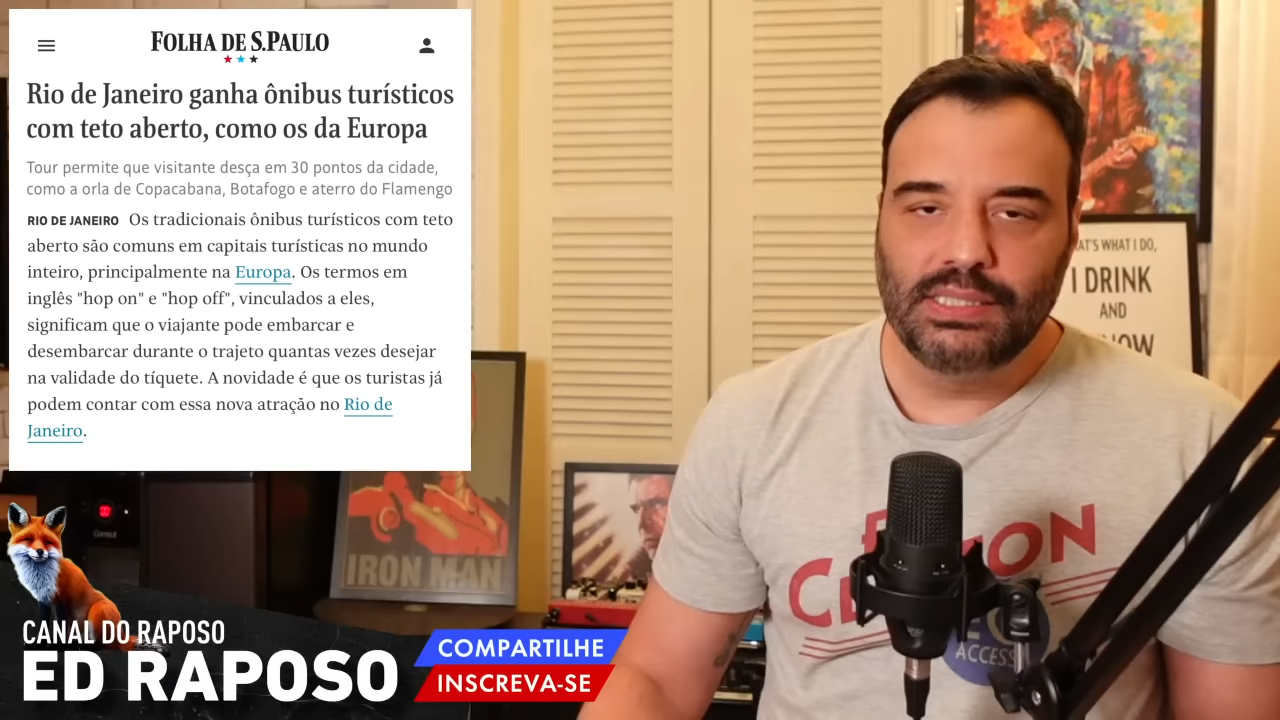 FOLHA DE S.PAULO
Rio de Janeiro ganha ônibus turísticos
com teto aberto, como os da Europa
Tour permite que visitante desça em 30 pontos da cidade,
como a orla de Copacabana, Botafogo e aterro do Flamengo
RIO DE JANEIRO Os tradicionais ônibus turísticos com teto
aberto são comuns em capitais turísticas no mundo
inteiro, principalmente na Europa. Os termos em
inglês "hop on" e "hop off", vinculados a eles,
significam que o viajante pode embarcar e
desembarcar durante o trajeto quantas vezes desejar
na validade do tíquete. A novidade é que os turistas já
podem contar com essa nova atração no Rio de
Janeiro.
WHAT I DO,
I DRINK
AND
IRON MAN
CANAL DO RAPOSO
ED RAPOSO
COMPARTILHE
INSCREVA-SE
ACCESS